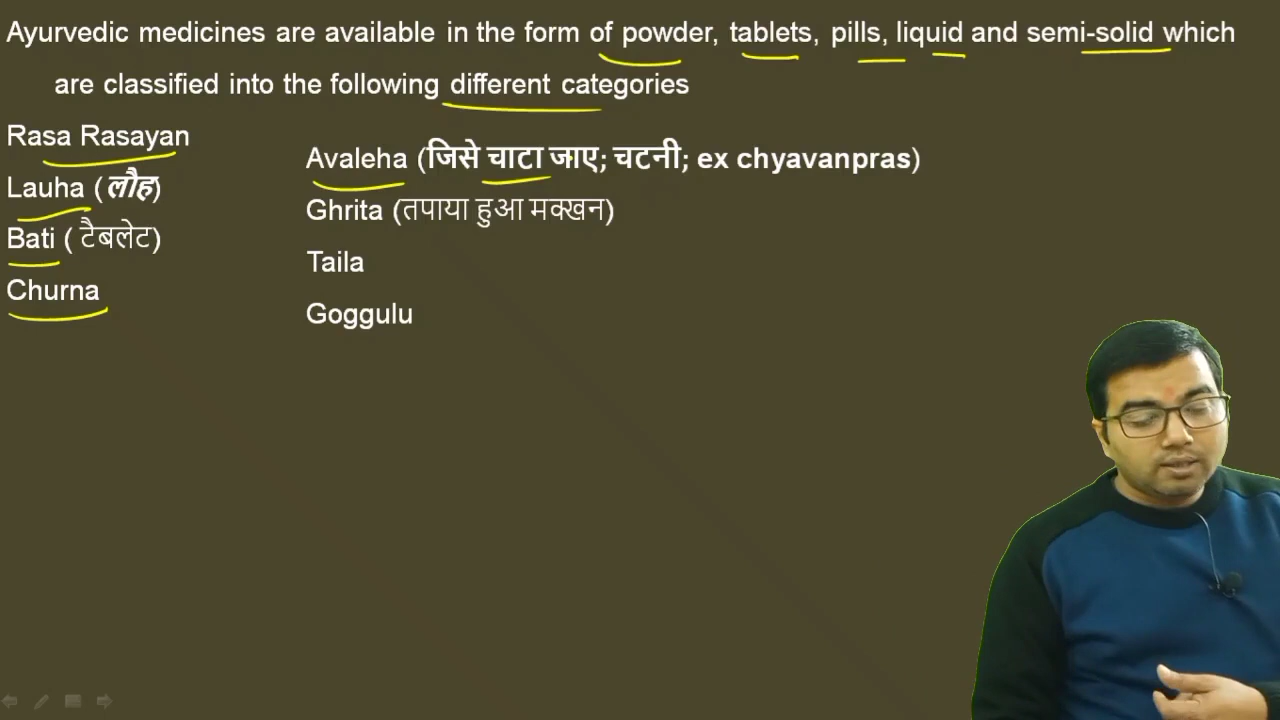 Ayurvedic medicines are available in the form of powder, tablets, pills, liquid and semi-solid which
are classified into the following different categories
Rasa Rasayan
Lauha (लौह)
Bati ( टैबलेट)
Churna
Avaleha (जिसे चाटा जाए; चटनी; ex chyavanpras)
Ghrita (तपाया हुआ मक्खन)
Taila
Goggulu